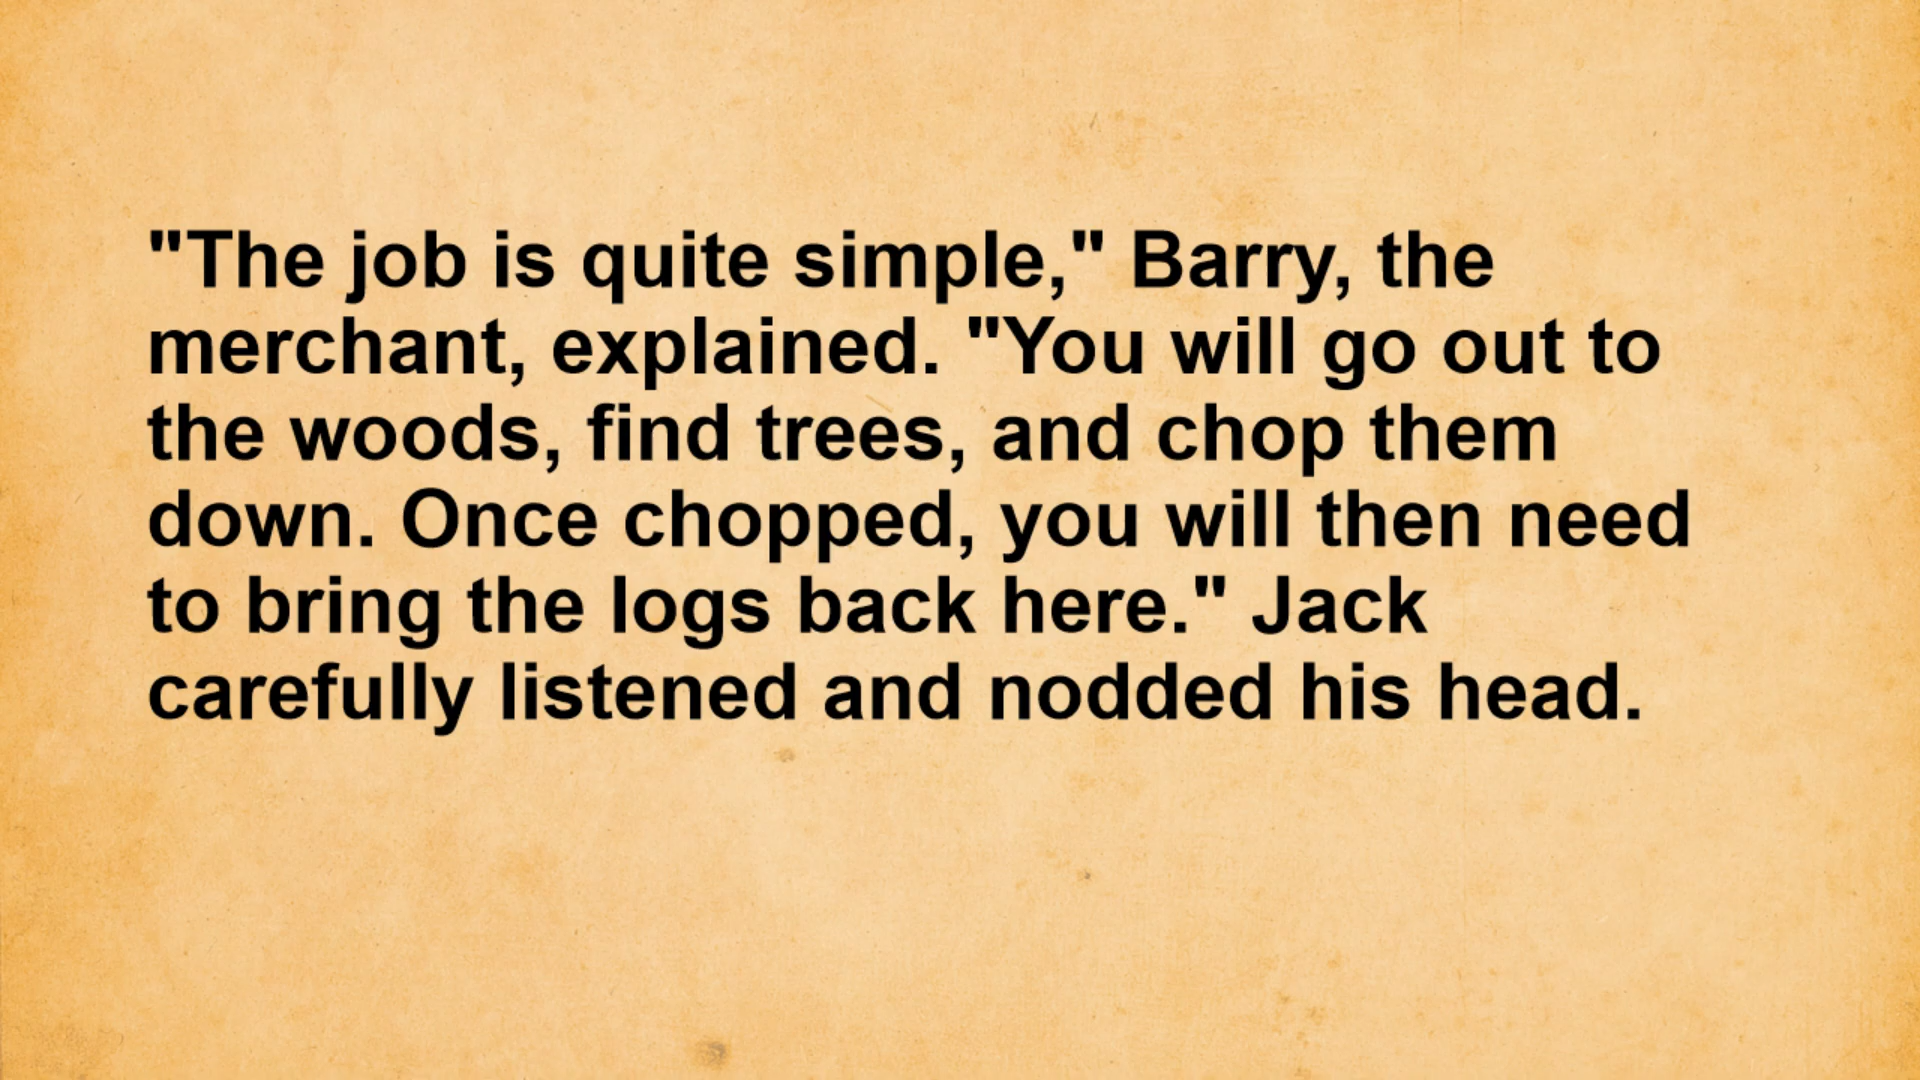 "The job is quite simple," Barry, the
merchant, explained. "You will go out to
the woods, find trees, and chop them
down. Once chopped, you will then need
to bring the logs back here." Jack
carefully listened and nodded his head.